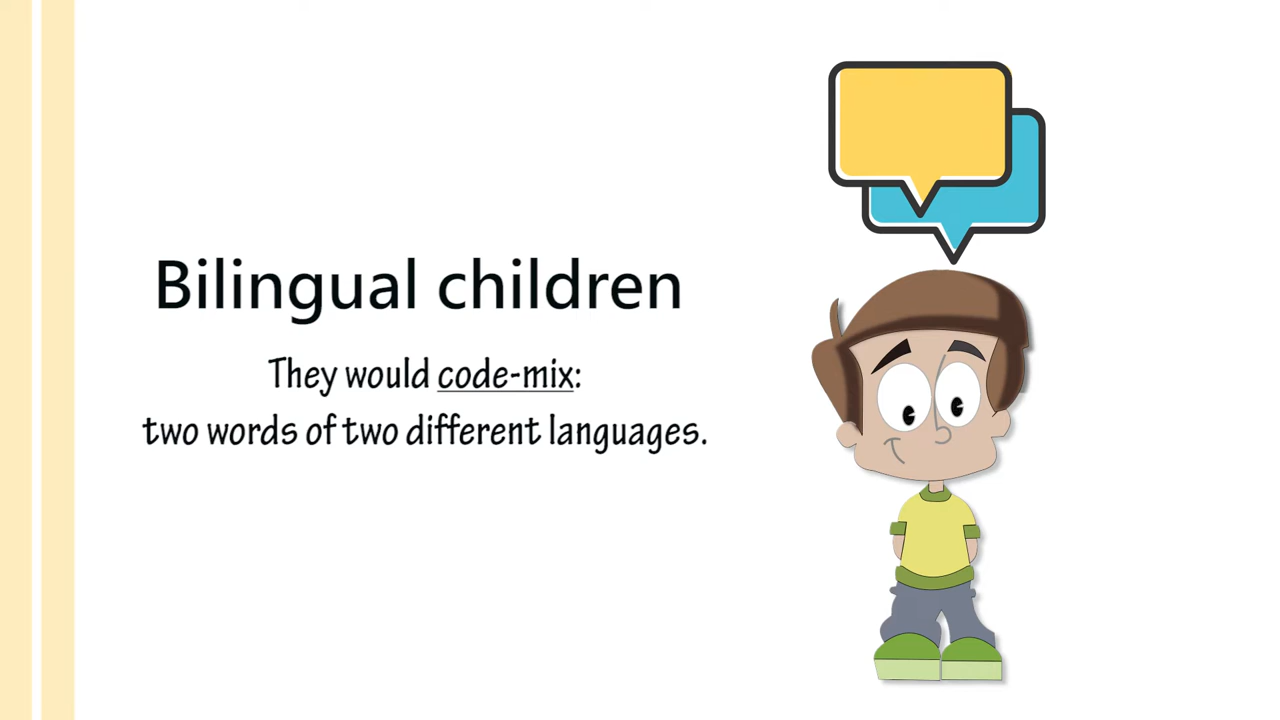 Bilingual children
They would code-mix:
two words of two different languages.